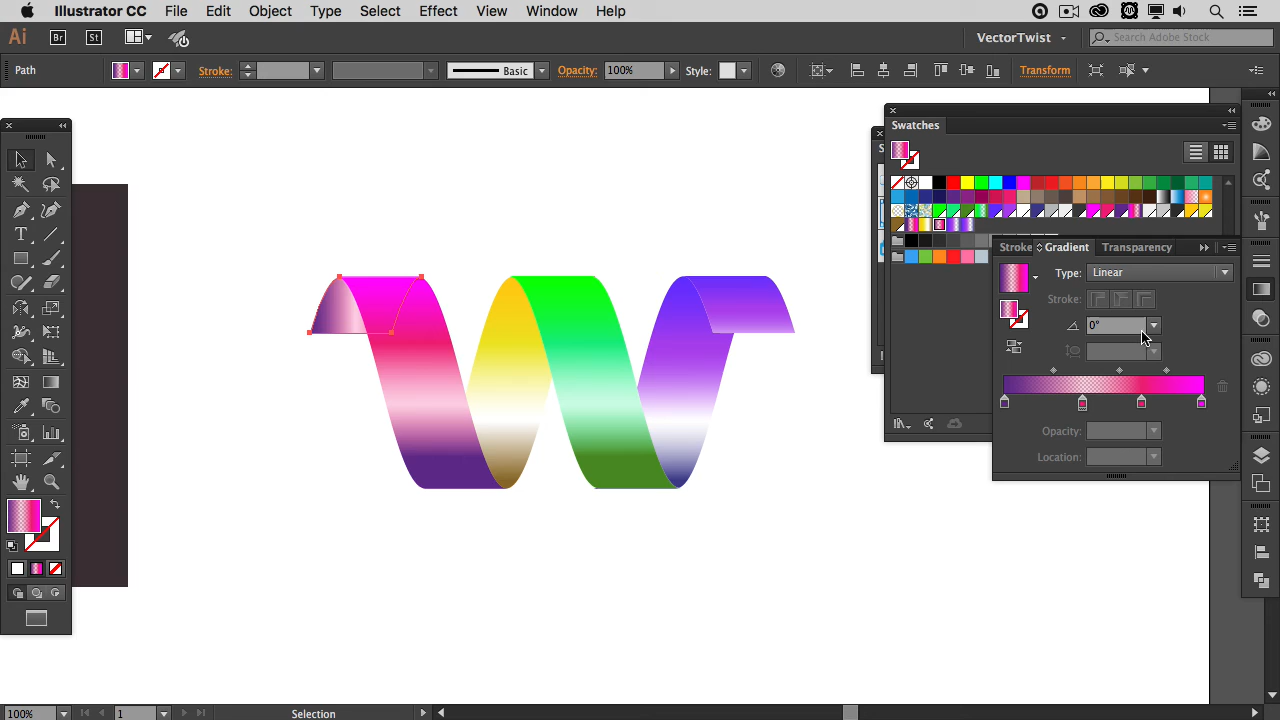 Illustrator CC File Edit Object Type Select Effect View Window Help
Ai Br St VectorTwist Search Adobe Stock
Path Stroke: Basic Opacity: 100% Style: Transform
Swatches
Stroke Gradient Transparency
Type: Linear
Stroke:
0°
Opacity:
Location:
100% 1 Selection